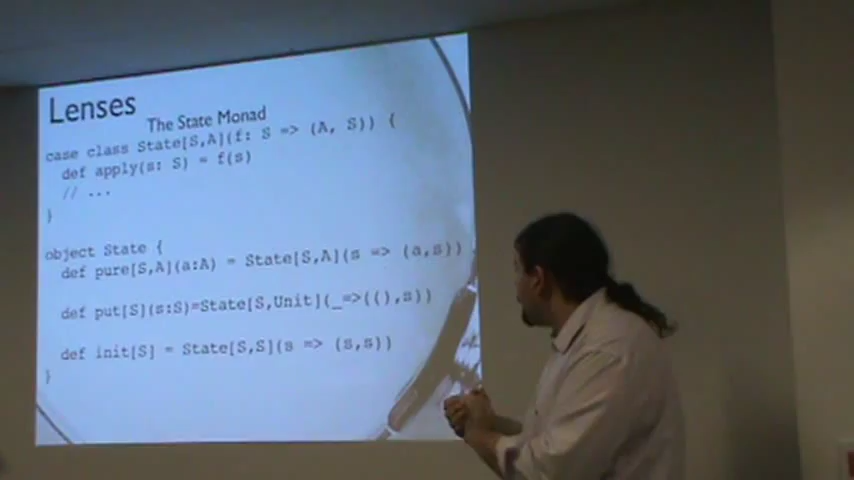 Lenses
The State Monad
case class State[S,A](f: S => (A, S)) {
def apply(s: S) = f(s)
// ...
}
object State {
def pure[S,A](a:A) = State[S,A](s => (a,s))
def put[S](s:S)=State[S,Unit](_=>((),s))
def init[S] = State[S,S](s => (s,s))
}